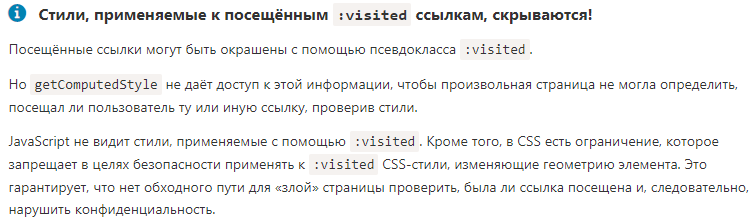 Стили, применяемые к посещённым :visited ссылкам, скрываются!
Посещённые ссылки могут быть окрашены с помощью псевдокласса :visited.
Но getComputedStyle не даёт доступ к этой информации, чтобы произвольная страница не могла определить,
посещал ли пользователь ту или иную ссылку, проверив стили.
JavaScript не видит стили, применяемые с помощью :visited. Кроме того, в CSS есть ограничение, которое
запрещает в целях безопасности применять к :visited CSS-стили, изменяющие геометрию элемента. Это
гарантирует, что нет обходного пути для «злой» страницы проверить, была ли ссылка посещена и, следовательно,
нарушить конфиденциальность.